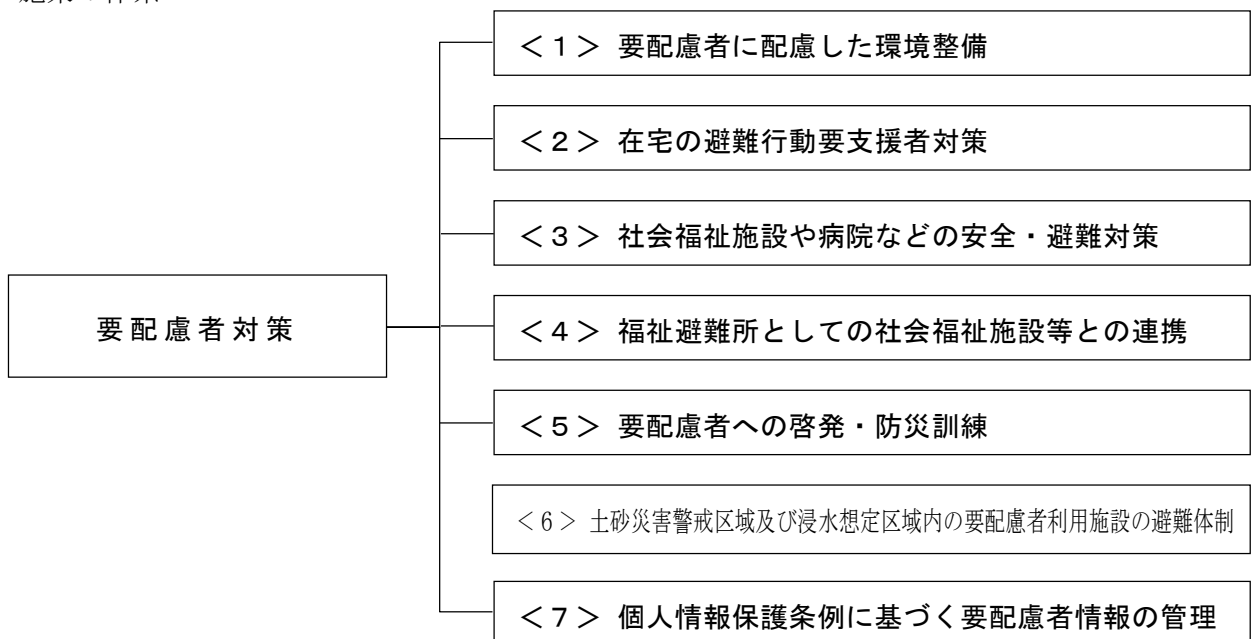 <1> 要配慮者に配慮した環境整備
<2> 在宅の避難行動要支援者対策
<3> 社会福祉施設や病院などの安全・避難対策
要配慮者対策
<4> 福祉避難所としての社会福祉施設等との連携
<5> 要配慮者への啓発・防災訓練
<6> 土砂災害警戒区域及び浸水想定区域内の要配慮者利用施設の避難体制
<7> 個人情報保護条例に基づく要配慮者情報の管理